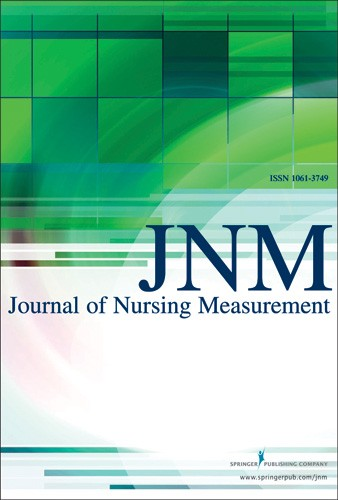 ISSN 1061-3749
JNM
Journal of Nursing Measurement
SPRINGER PUBLISHING COMPANY
www.springerpub.com/jnm